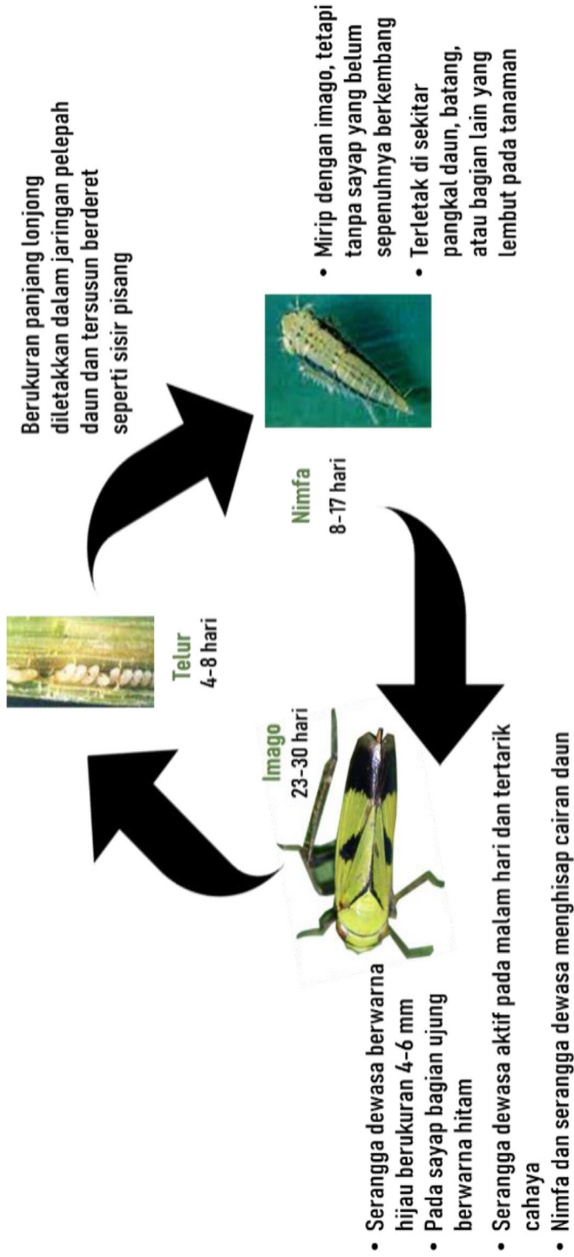 Telur
4-8 hari
Berukuran panjang lonjong
diletakkan dalam jaringan pelepah
daun dan tersusun berderet
seperti sisir pisang
Nimfa
8-17 hari
• Mirip dengan imago, tetapi
tanpa sayap yang belum
sepenuhnya berkembang
• Terletak di sekitar
pangkal daun, batang,
atau bagian lain yang
lembut pada tanaman
Imago
23-30 hari
• Serangga dewasa berwarna
hijau berukuran 4-6 mm
• Pada sayap bagian ujung
berwarna hitam
• Serangga dewasa aktif pada malam hari dan tertarik
cahaya
• Nimfa dan serangga dewasa menghisap cairan daun